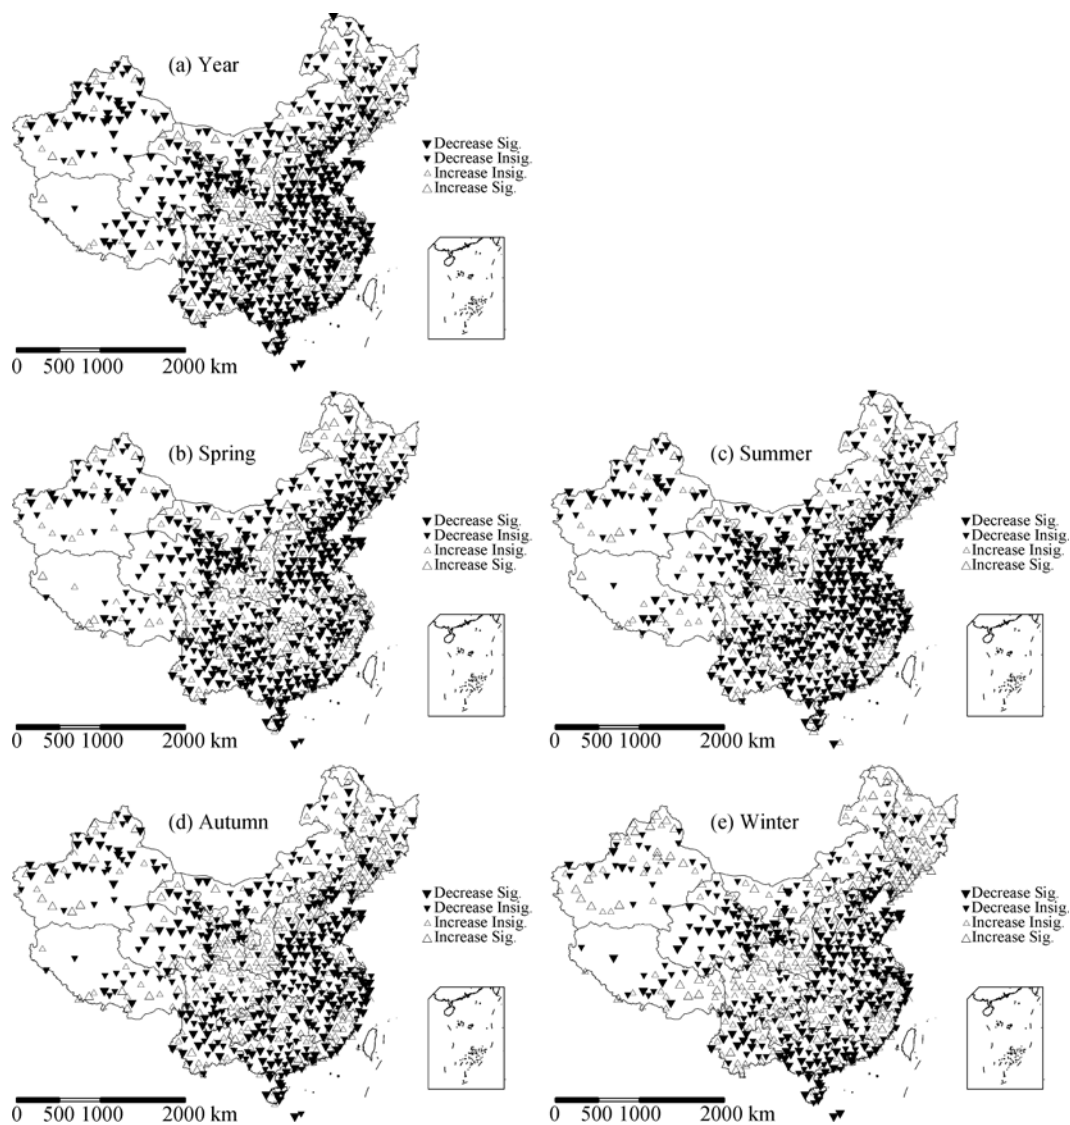 (a) Year
Decrease Sig.
Decrease Insig.
Increase Insig.
Increase Sig.
0 500 1000 2000 km
(b) Spring
Decrease Sig.
Decrease Insig.
Increase Insig.
Increase Sig.
0 500 1000 2000 km
(c) Summer
Decrease Sig.
Decrease Insig.
Increase Insig.
Increase Sig.
0 500 1000 2000 km
(d) Autumn
Decrease Sig.
Decrease Insig.
Increase Insig.
Increase Sig.
0 500 1000 2000 km
(e) Winter
Decrease Sig.
Decrease Insig.
Increase Insig.
Increase Sig.
0 500 1000 2000 km